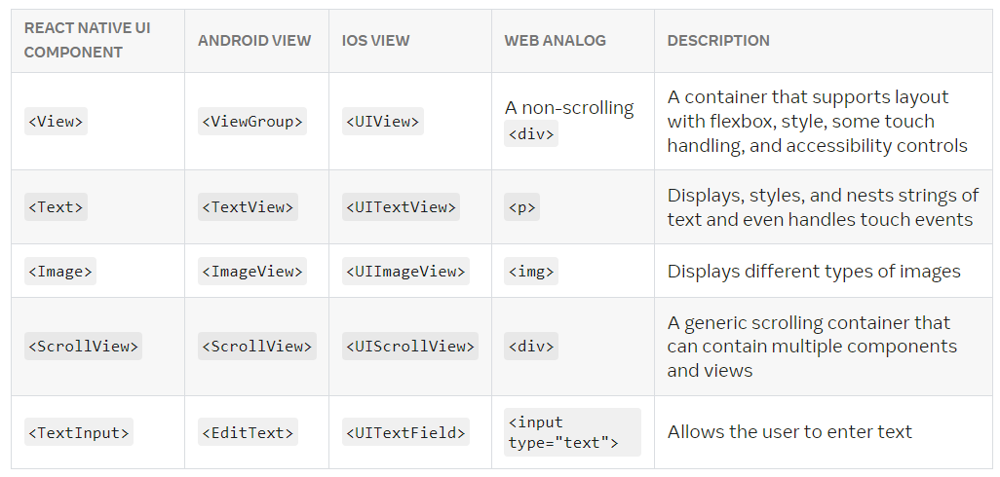 REACT NATIVE UI
COMPONENT
ANDROID VIEW
IOS VIEW
WEB ANALOG
DESCRIPTION
<View>
<ViewGroup>
<UIView>
A non-scrolling
<div>
A container that supports layout
with flexbox, style, some touch
handling, and accessibility controls
<Text>
<TextView>
<UITextView>
<p>
Displays, styles, and nests strings of
text and even handles touch events
<Image>
<ImageView>
<UIImageView>
<img>
Displays different types of images
<ScrollView>
<ScrollView>
<UIScrollView>
<div>
A generic scrolling container that
can contain multiple components
and views
<TextInput>
<EditText>
<UITextField>
<input
type="text">
Allows the user to enter text